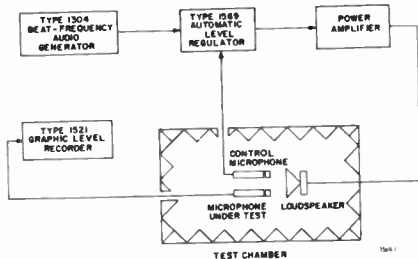 TYPE 1304
BEAT-FREQUENCY
AUDIO
GENERATOR
TYPE 1569
AUTOMATIC
LEVEL
REGULATOR
POWER
AMPLIFIER
TYPE 1521
GRAPHIC LEVEL
RECORDER
CONTROL
MICROPHONE
MICROPHONE
UNDER TEST
LOUDSPEAKER
TEST CHAMBER